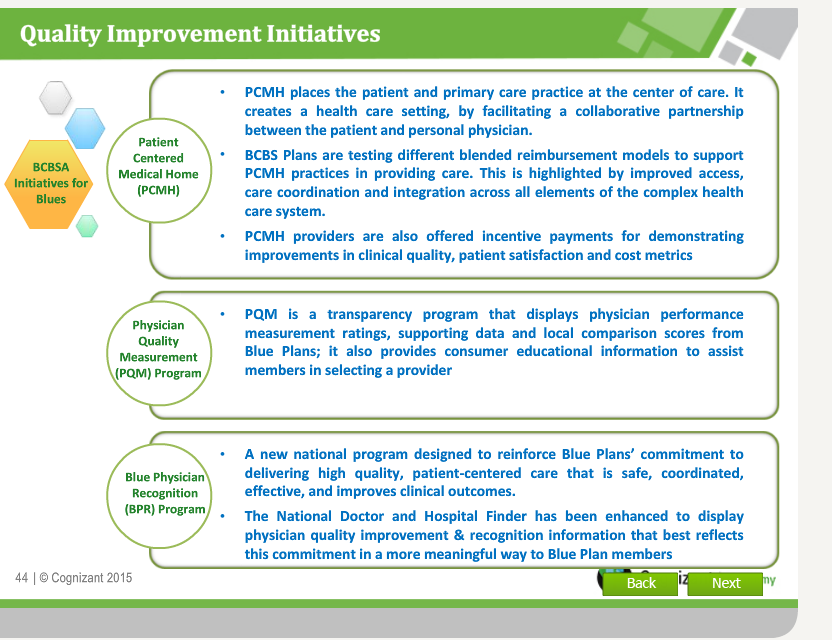 Quality Improvement Initiatives
BCBSA
Initiatives for
Blues
Patient
Centered
Medical Home
(PCMH)
• PCMH places the patient and primary care practice at the center of care. It
creates a health care setting, by facilitating a collaborative partnership
between the patient and personal physician.
• BCBS Plans are testing different blended reimbursement models to support
PCMH practices in providing care. This is highlighted by improved access,
care coordination and integration across all elements of the complex health
care system.
• PCMH providers are also offered incentive payments for demonstrating
improvements in clinical quality, patient satisfaction and cost metrics
Physician
Quality
Measurement
(PQM) Program
• PQM is a transparency program that displays physician performance
measurement ratings, supporting data and local comparison scores from
Blue Plans; it also provides consumer educational information to assist
members in selecting a provider
Blue Physician
Recognition
(BPR) Program
• A new national program designed to reinforce Blue Plans’ commitment to
delivering high quality, patient-centered care that is safe, coordinated,
effective, and improves clinical outcomes.
• The National Doctor and Hospital Finder has been enhanced to display
physician quality improvement & recognition information that best reflects
this commitment in a more meaningful way to Blue Plan members
44 | © Cognizant 2015
Back
Next